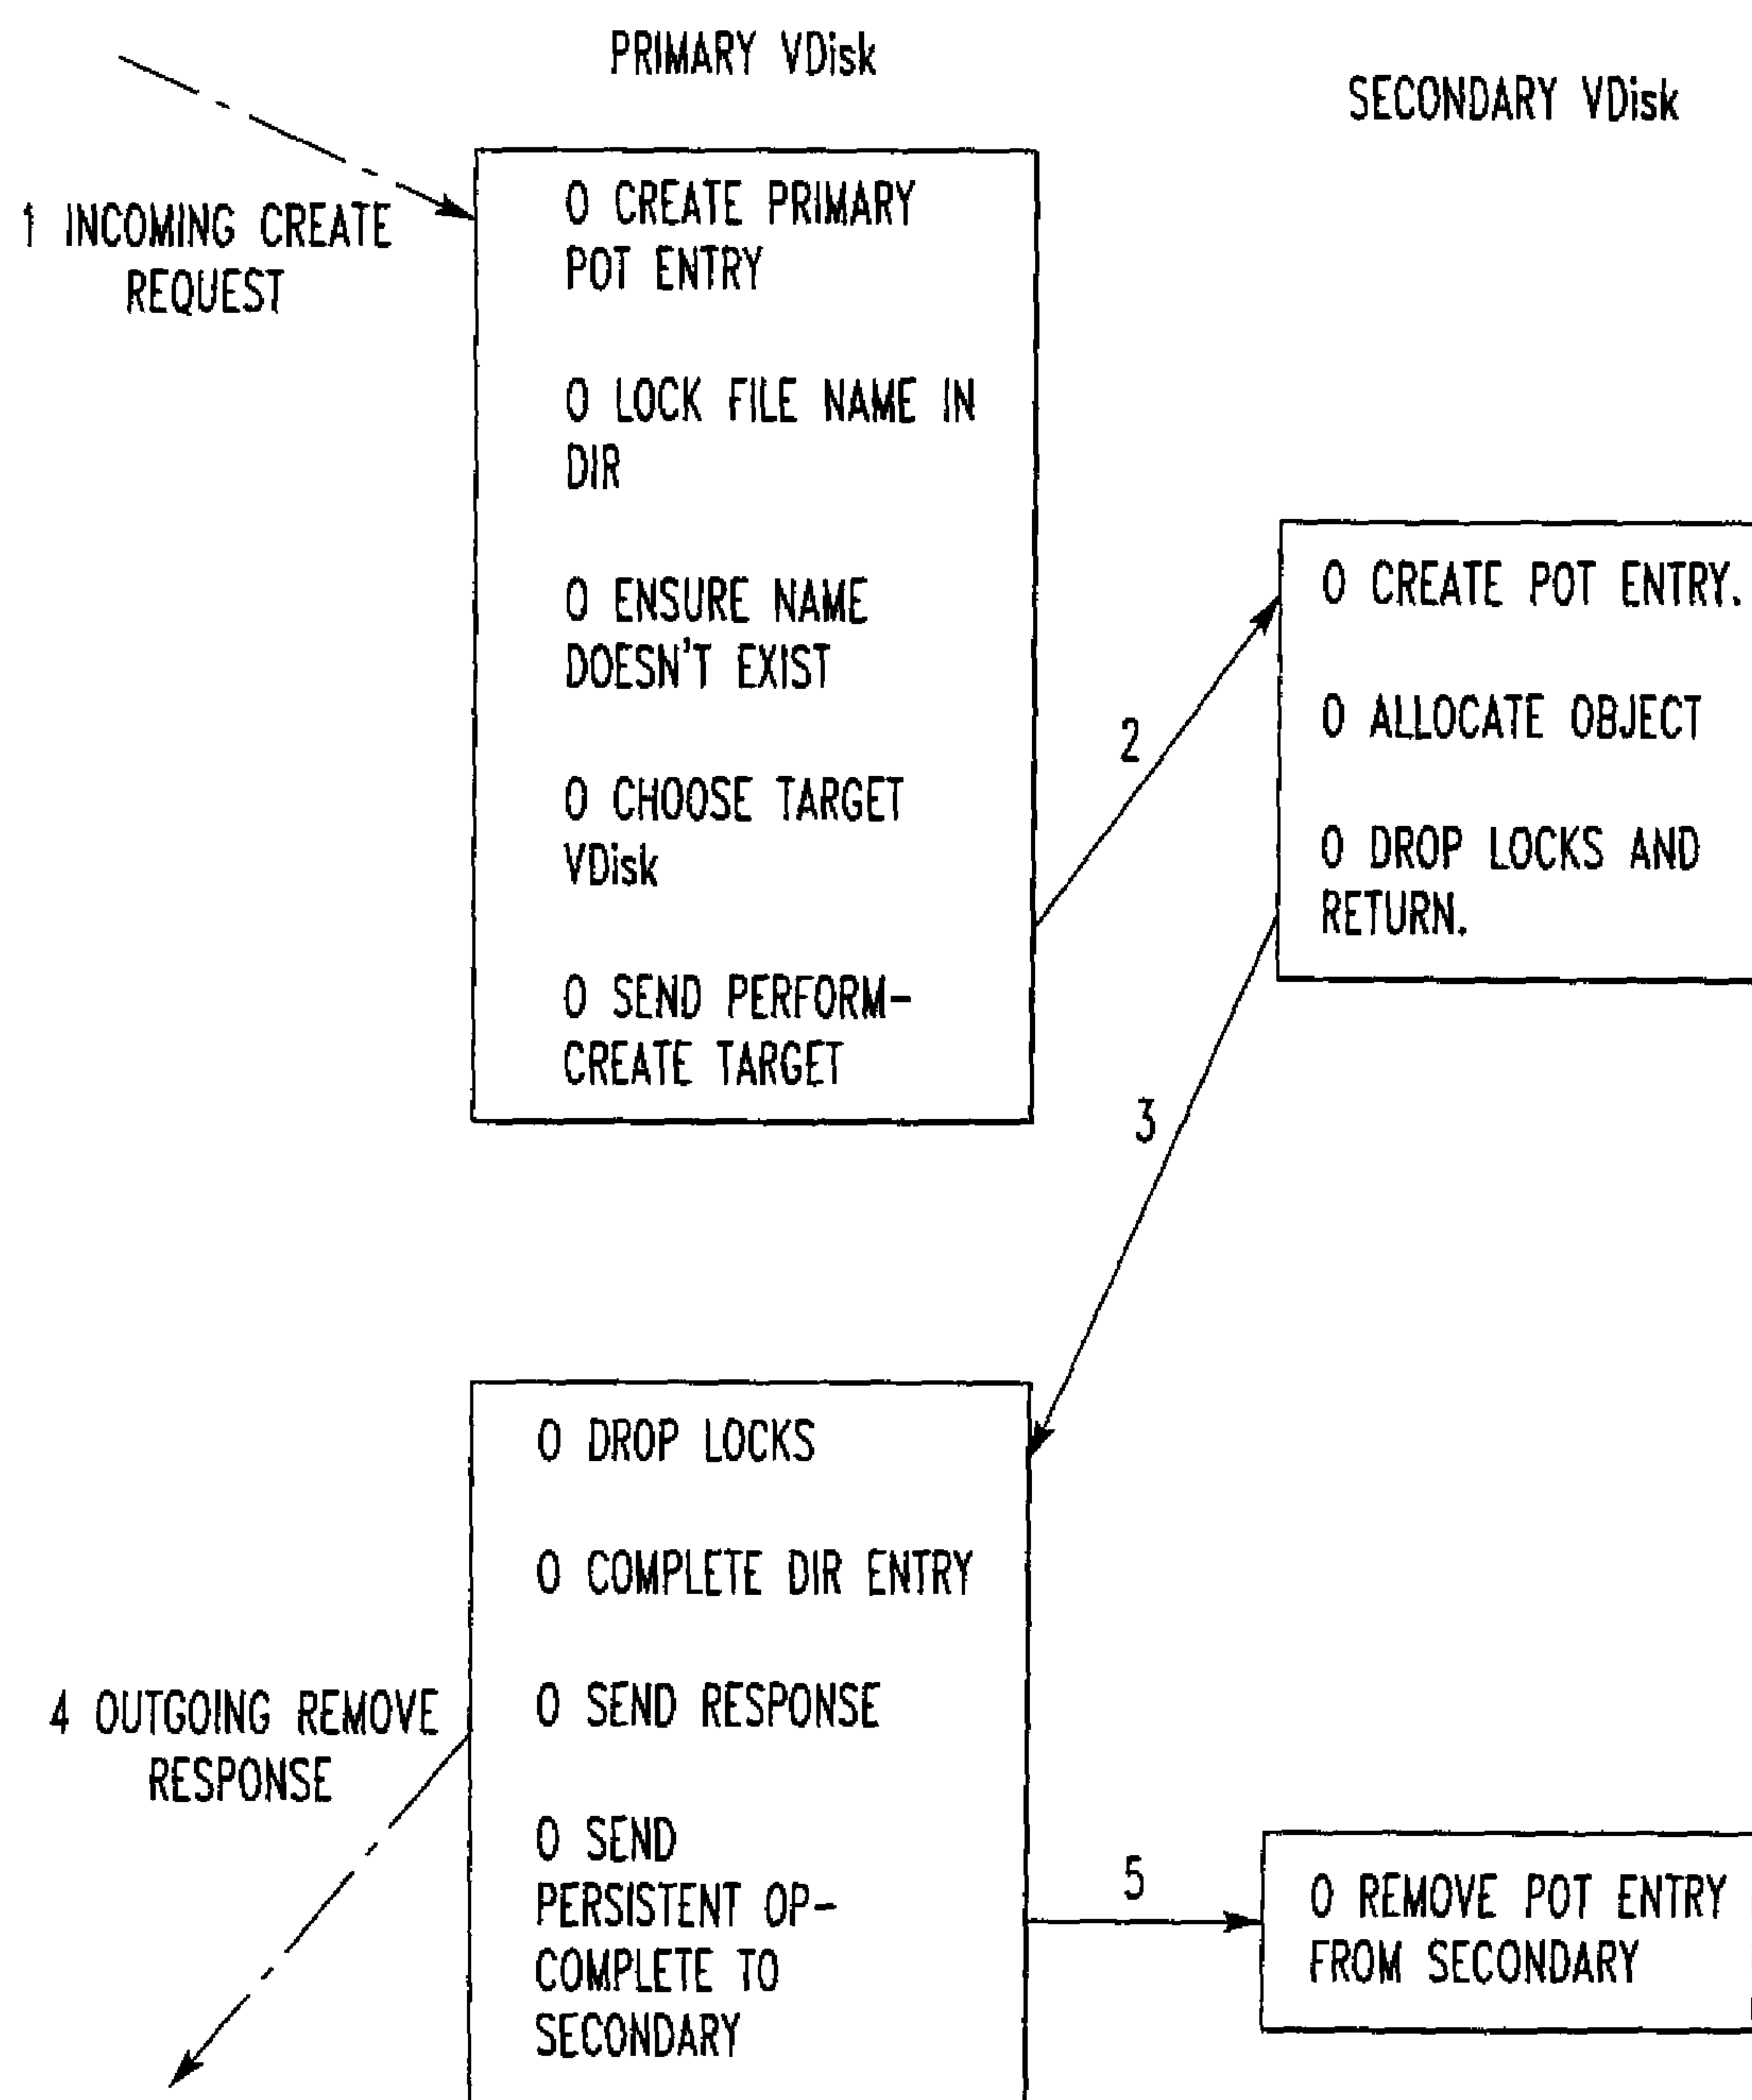 PRIMARY VDisk
SECONDARY VDisk
1 INCOMING CREATE
REQUEST
O CREATE PRIMARY
POT ENTRY
O LOCK FILE NAME IN
DIR
O ENSURE NAME
DOESN'T EXIST
O CHOOSE TARGET
VDisk
O SEND PERFORM-
CREATE TARGET
2
O CREATE POT ENTRY.
O ALLOCATE OBJECT
O DROP LOCKS AND
RETURN.
3
O DROP LOCKS
O COMPLETE DIR ENTRY
O SEND RESPONSE
O SEND
PERSISTENT OP-
COMPLETE TO
SECONDARY
4 OUTGOING REMOVE
RESPONSE
5
O REMOVE POT ENTRY
FROM SECONDARY